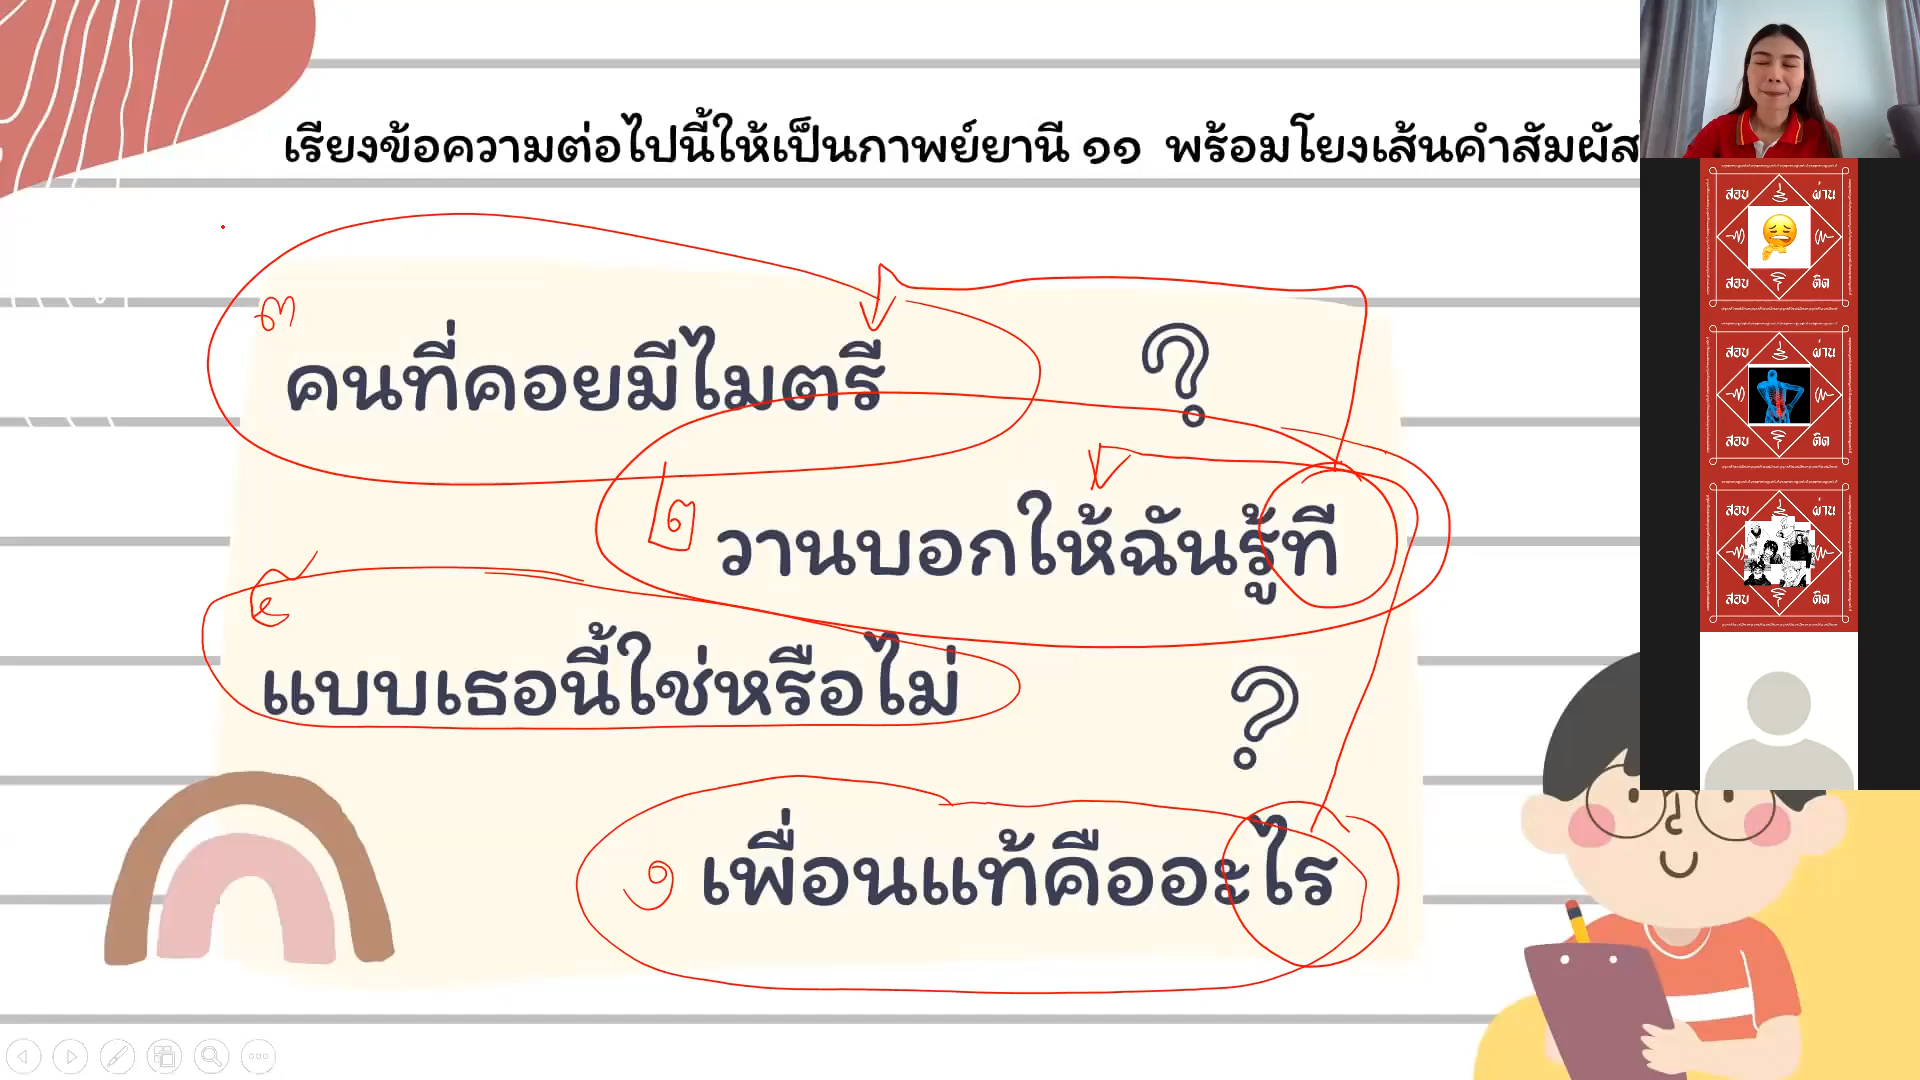 เรียงข้อความต่อไปนี้ให้เป็นกาพย์ยานี ๑๑ พร้อมโยงเส้นคำสัมผัส
๓
คนที่คอยมีไมตรี ?
๒ วานบอกให้ฉันรู้ที
๔
แบบเธอนี้ใช่หรือไม่ ?
๑ เพื่อนแท้คืออะไร
สอบ ผ่าน
สอบ ติด
สอบ ผ่าน
สอบ ติด
สอบ ผ่าน
สอบ ติด